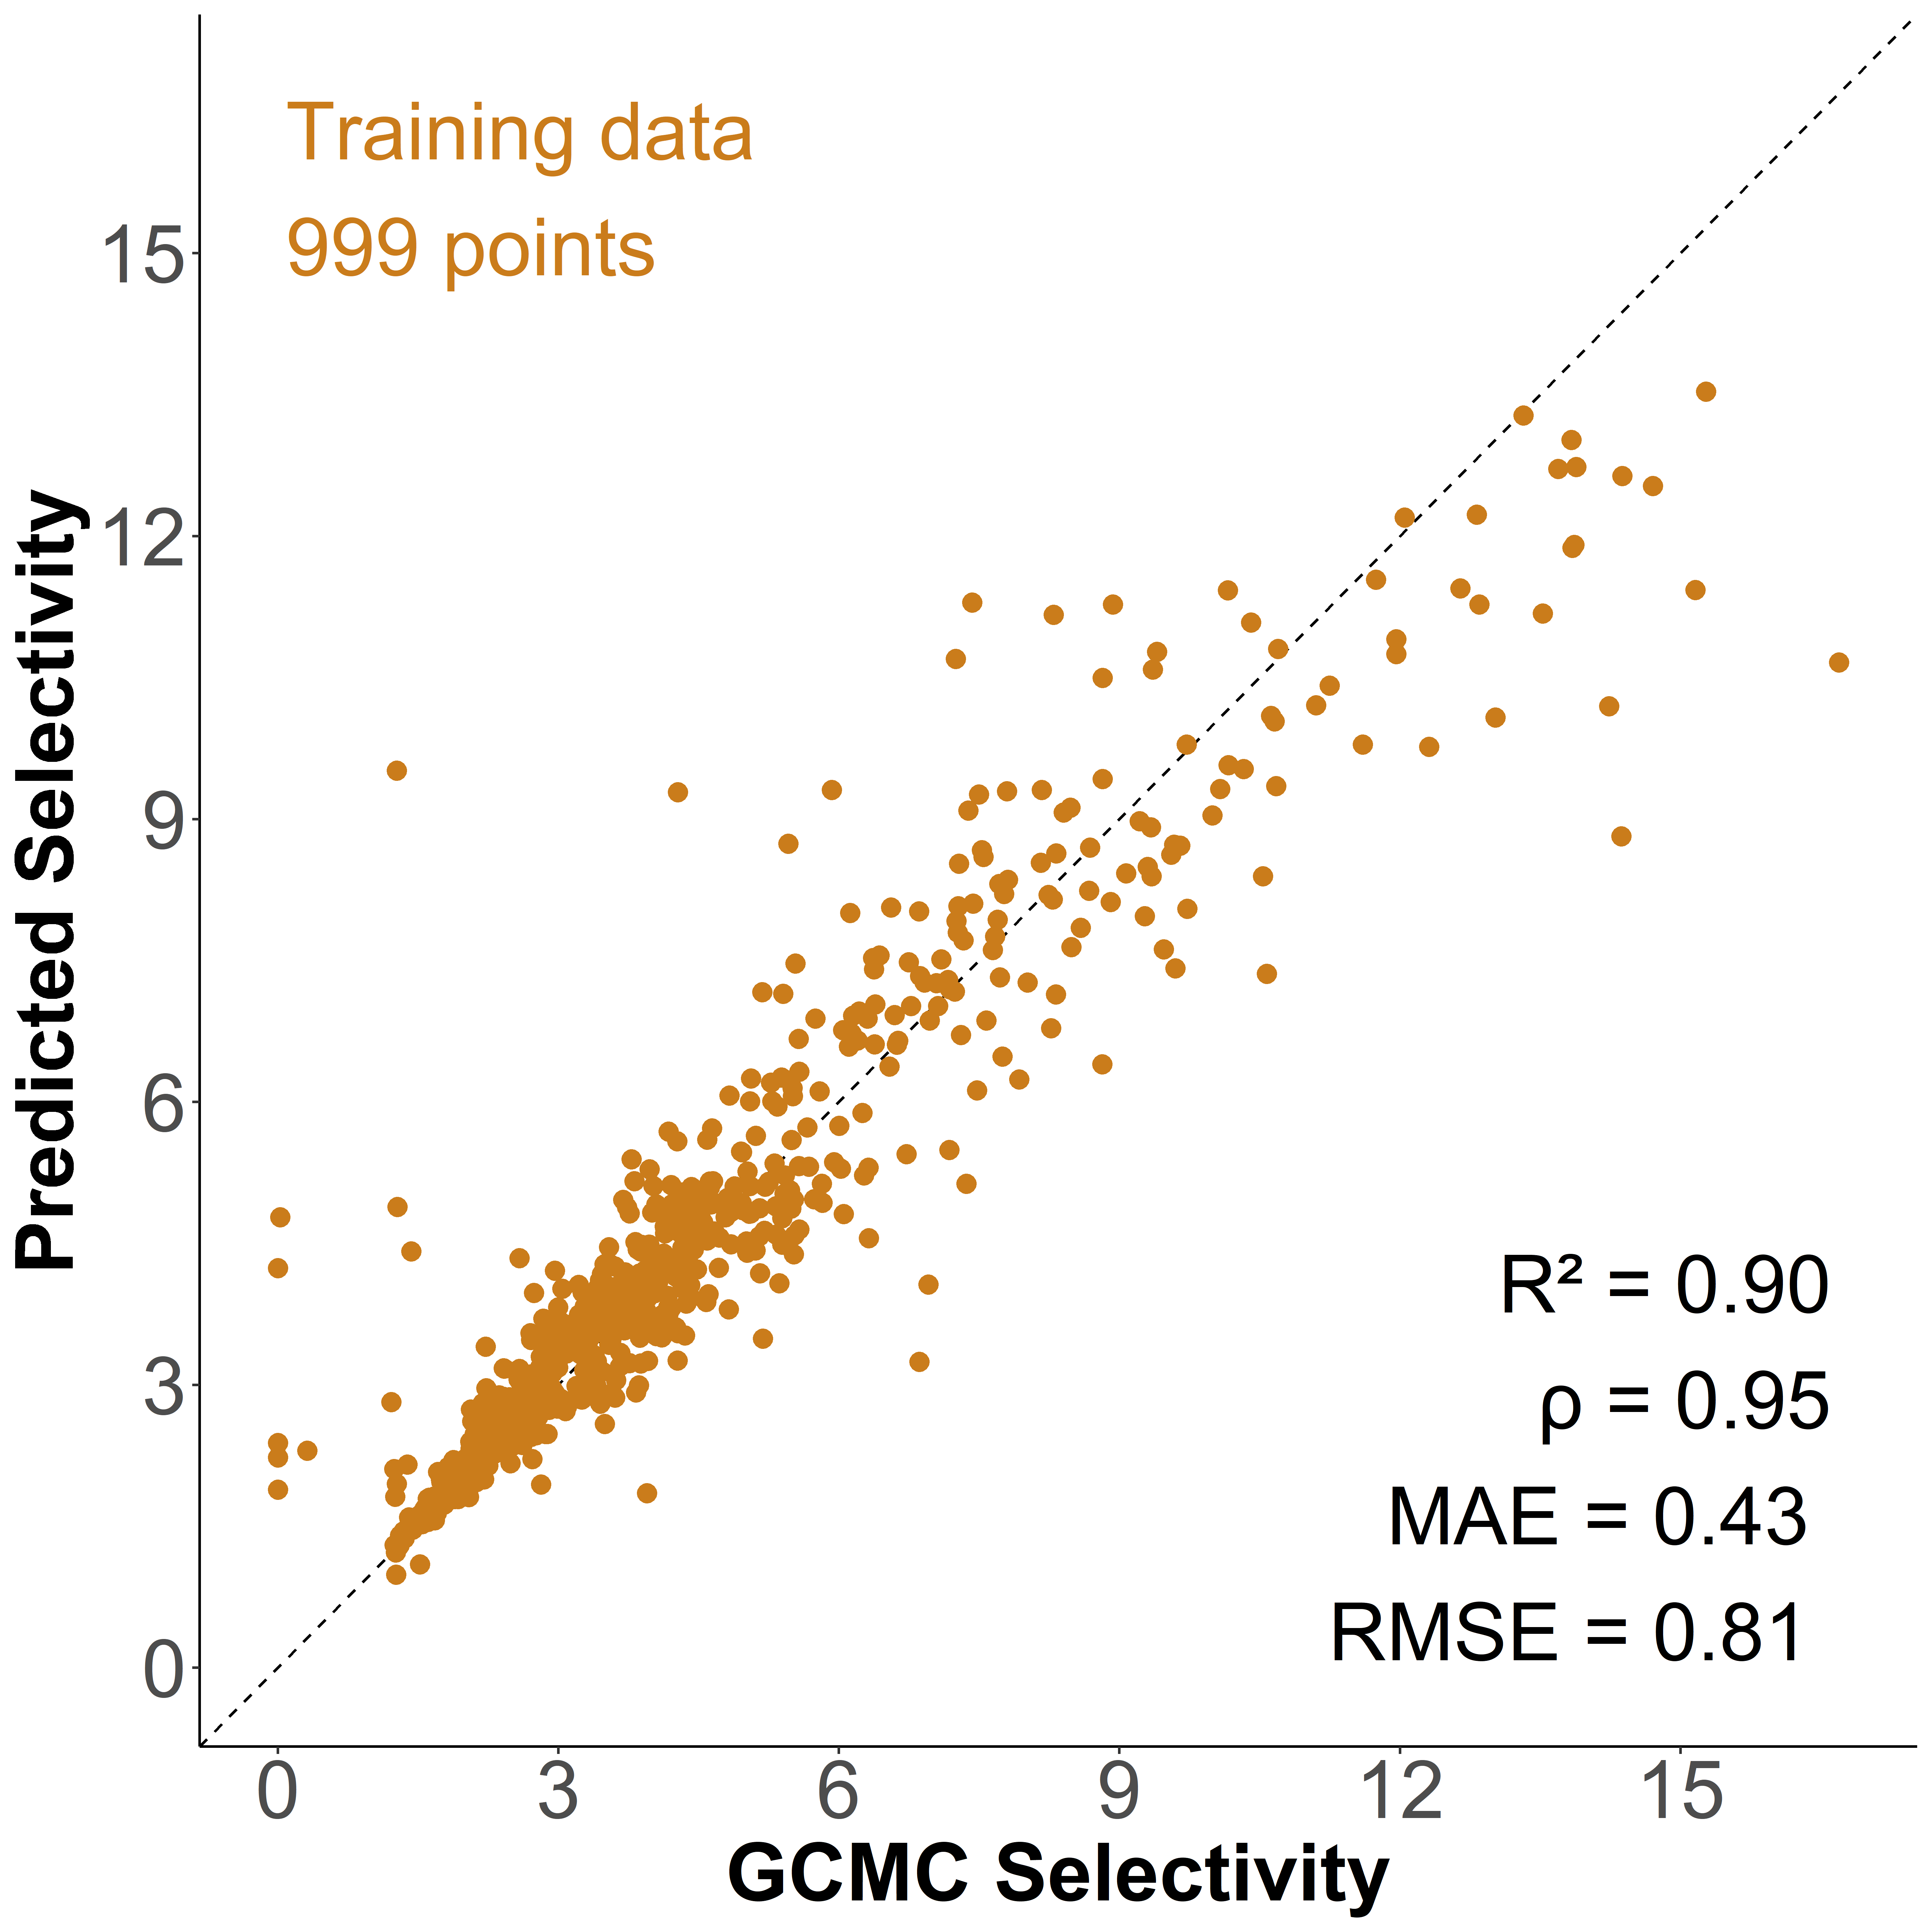 Training data
999 points
15
12
9
6
3
0
Predicted Selectivity
R² = 0.90
ρ = 0.95
MAE = 0.43
RMSE = 0.81
0 3 6 9 12 15
GCMC Selectivity